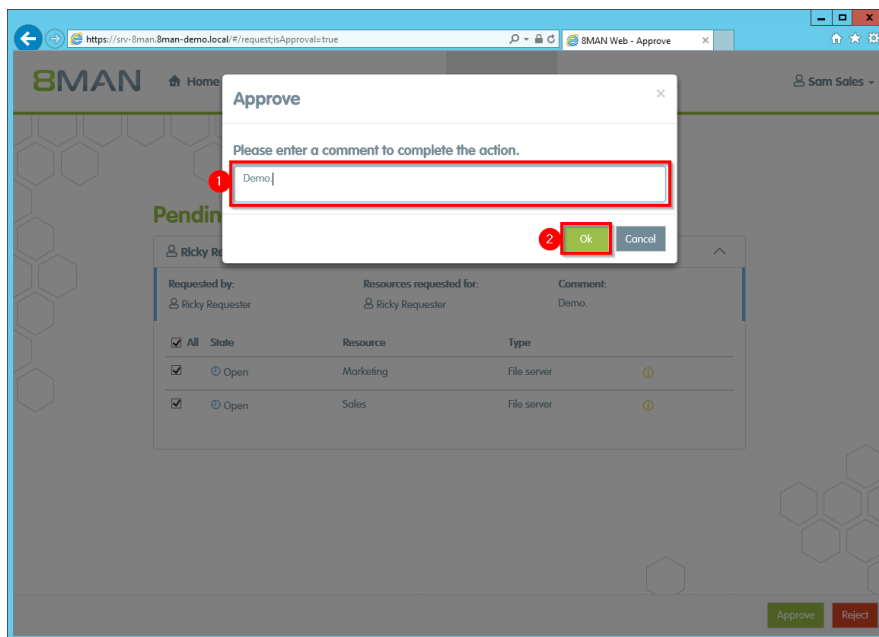 https://srv-8man.8man-demo.local/#/request;isApproval=true
8MAN Web - Approve
8MAN
Home
Sam Sales
Approve
Please enter a comment to complete the action.
1
Demo.
2
Ok
Cancel
Pendin
Ricky Re
Requested by:
Resources requested for:
Comment:
Ricky Requester
Ricky Requester
Demo.
All State Resource Type
Open Marketing File server
Open Sales File server
Approve
Reject